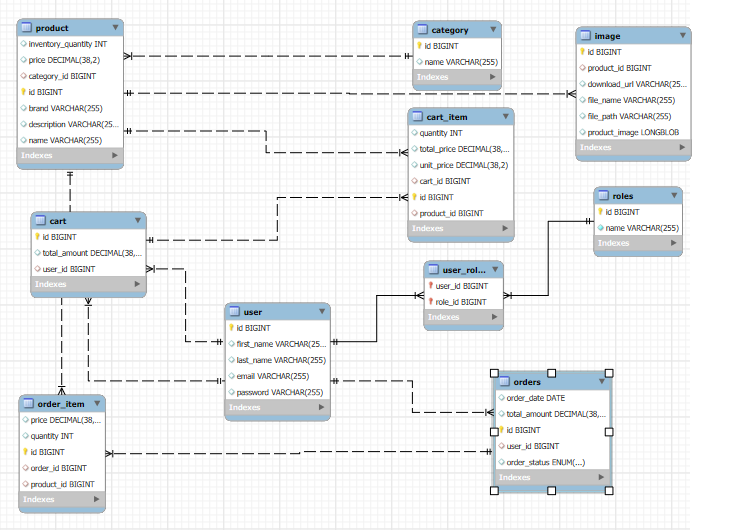 product
inventory_quantity INT
price DECIMAL(38,2)
category_id BIGINT
id BIGINT
brand VARCHAR(255)
description VARCHAR(25...
name VARCHAR(255)
Indexes
category
id BIGINT
name VARCHAR(255)
Indexes
image
id BIGINT
product_id BIGINT
download_url VARCHAR(25...
file_name VARCHAR(255)
file_path VARCHAR(255)
product_image LONGBLOB
Indexes
cart_item
quantity INT
total_price DECIMAL(38,...
unit_price DECIMAL(38,2)
cart_id BIGINT
id BIGINT
product_id BIGINT
Indexes
roles
id BIGINT
name VARCHAR(255)
Indexes
cart
id BIGINT
total_amount DECIMAL(38,...
user_id BIGINT
Indexes
user_rol...
user_id BIGINT
role_id BIGINT
Indexes
user
id BIGINT
first_name VARCHAR(25...
last_name VARCHAR(255)
email VARCHAR(255)
password VARCHAR(255)
Indexes
orders
order_date DATE
total_amount DECIMAL(38,...
id BIGINT
user_id BIGINT
order_status ENUM(...)
Indexes
order_item
price DECIMAL(38,...
quantity INT
id BIGINT
order_id BIGINT
product_id BIGINT
Indexes